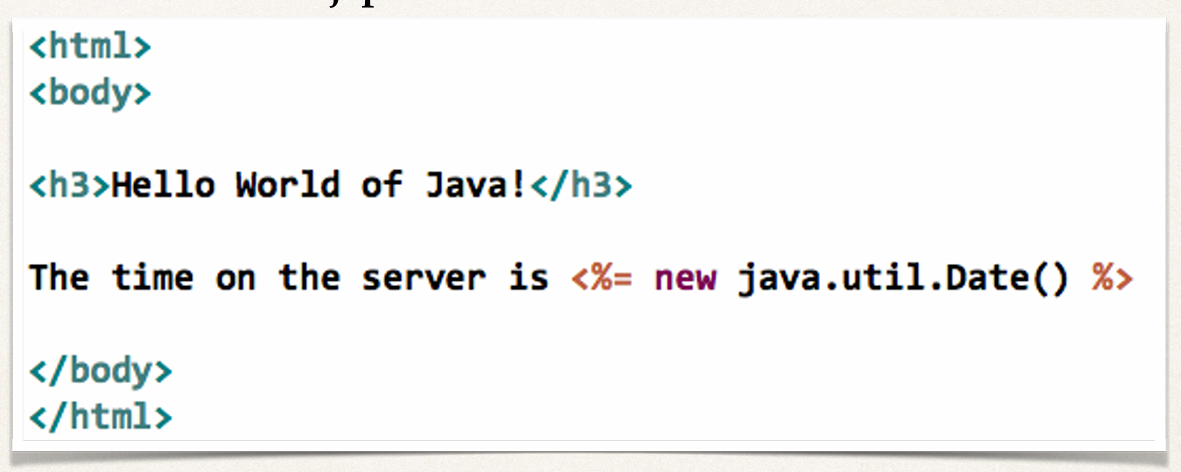 <html>
<body>
<h3>Hello World of Java!</h3>
The time on the server is <%= new java.util.Date() %>
</body>
</html>